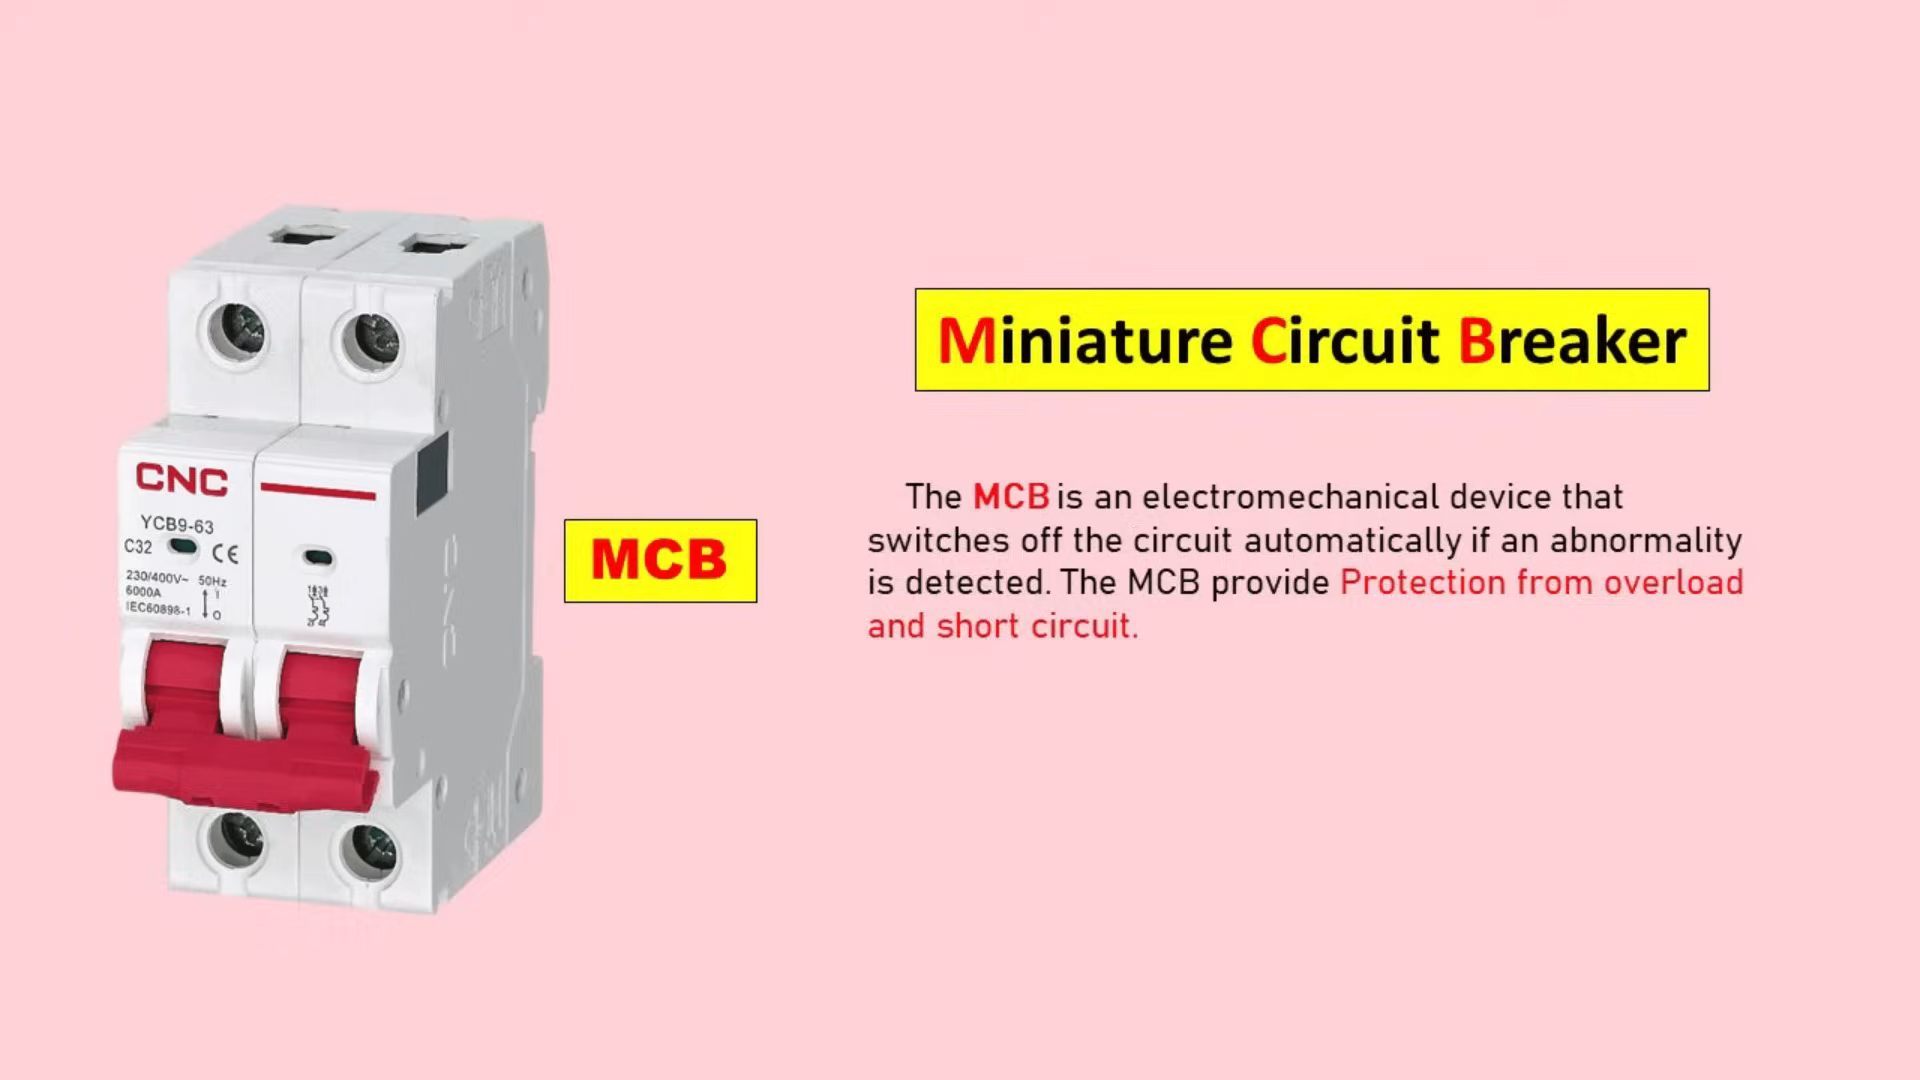 CNC
YCB9-63
C32 CE
230/400V~ 50Hz
6000A
IEC60898-1
I
O
MCB
Miniature Circuit Breaker
The MCB is an electromechanical device that
switches off the circuit automatically if an abnormality
is detected. The MCB provide Protection from overload
and short circuit.